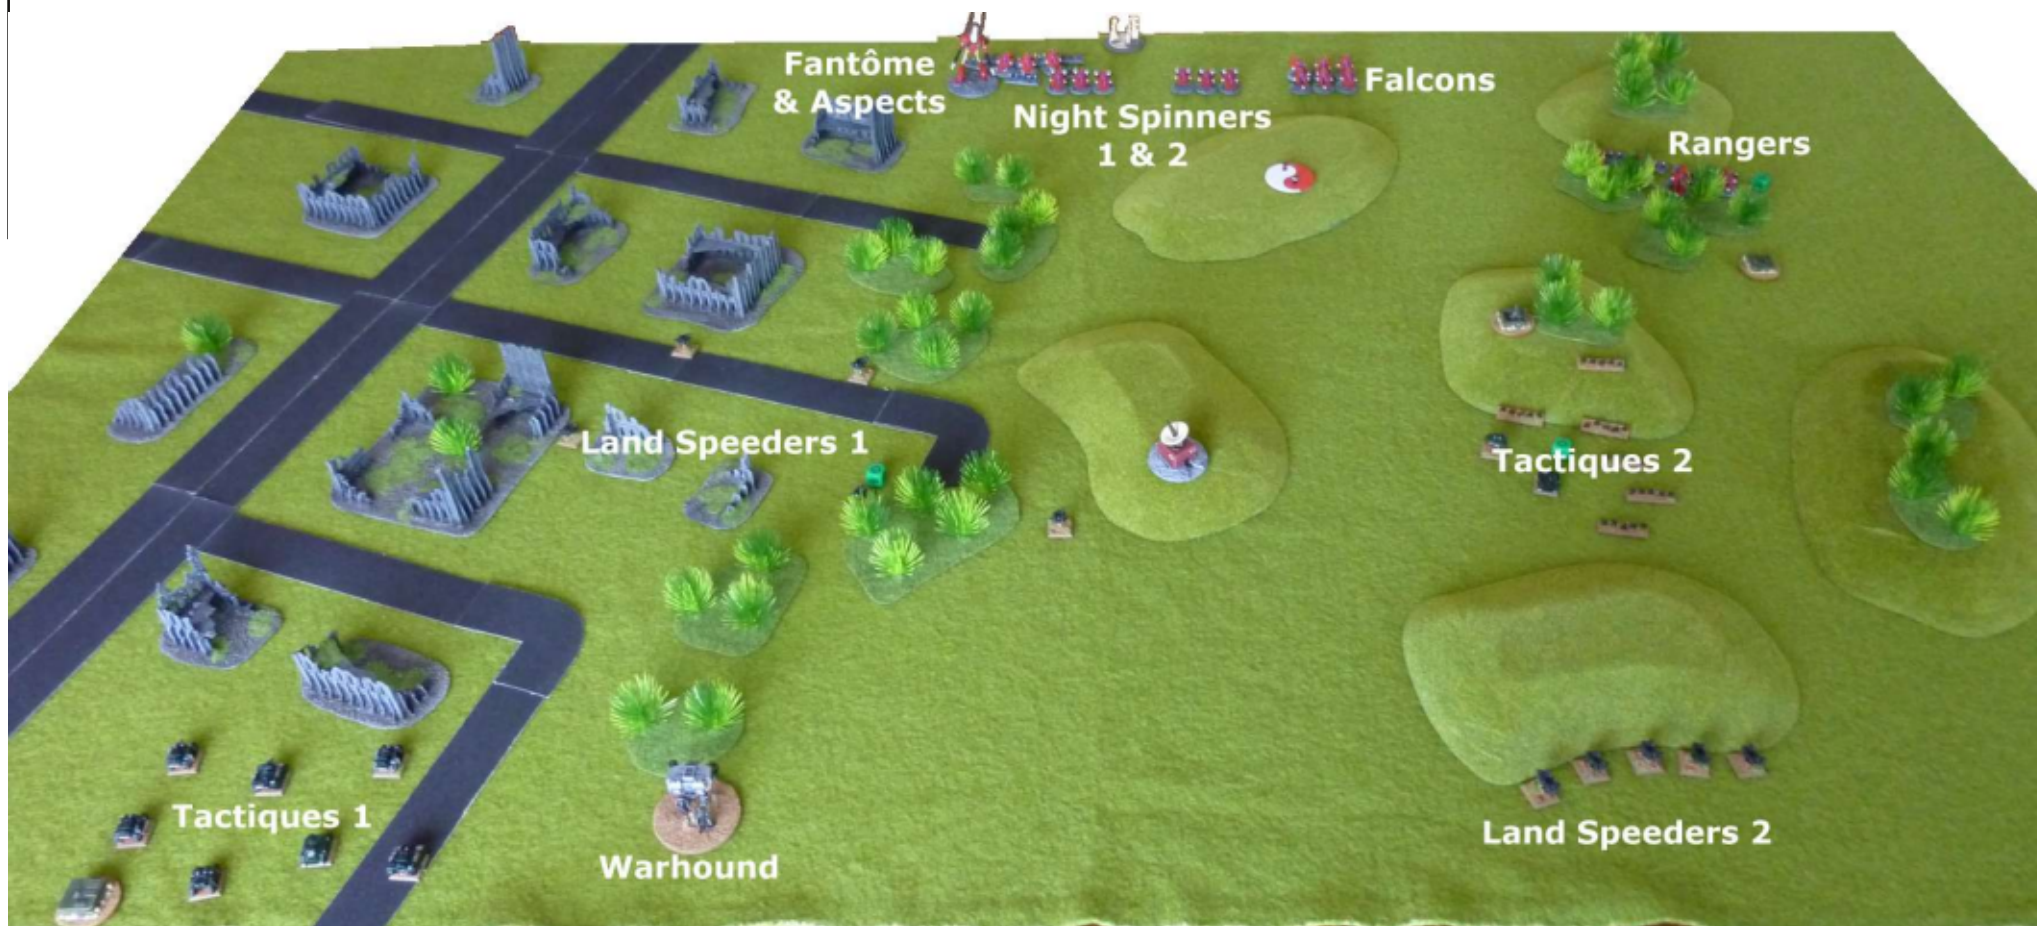 Fantôme
& Aspects
Falcons
Night Spinners
1 & 2
Rangers
Land Speeders 1
Tactiques 2
Tactiques 1
Warhound
Land Speeders 2